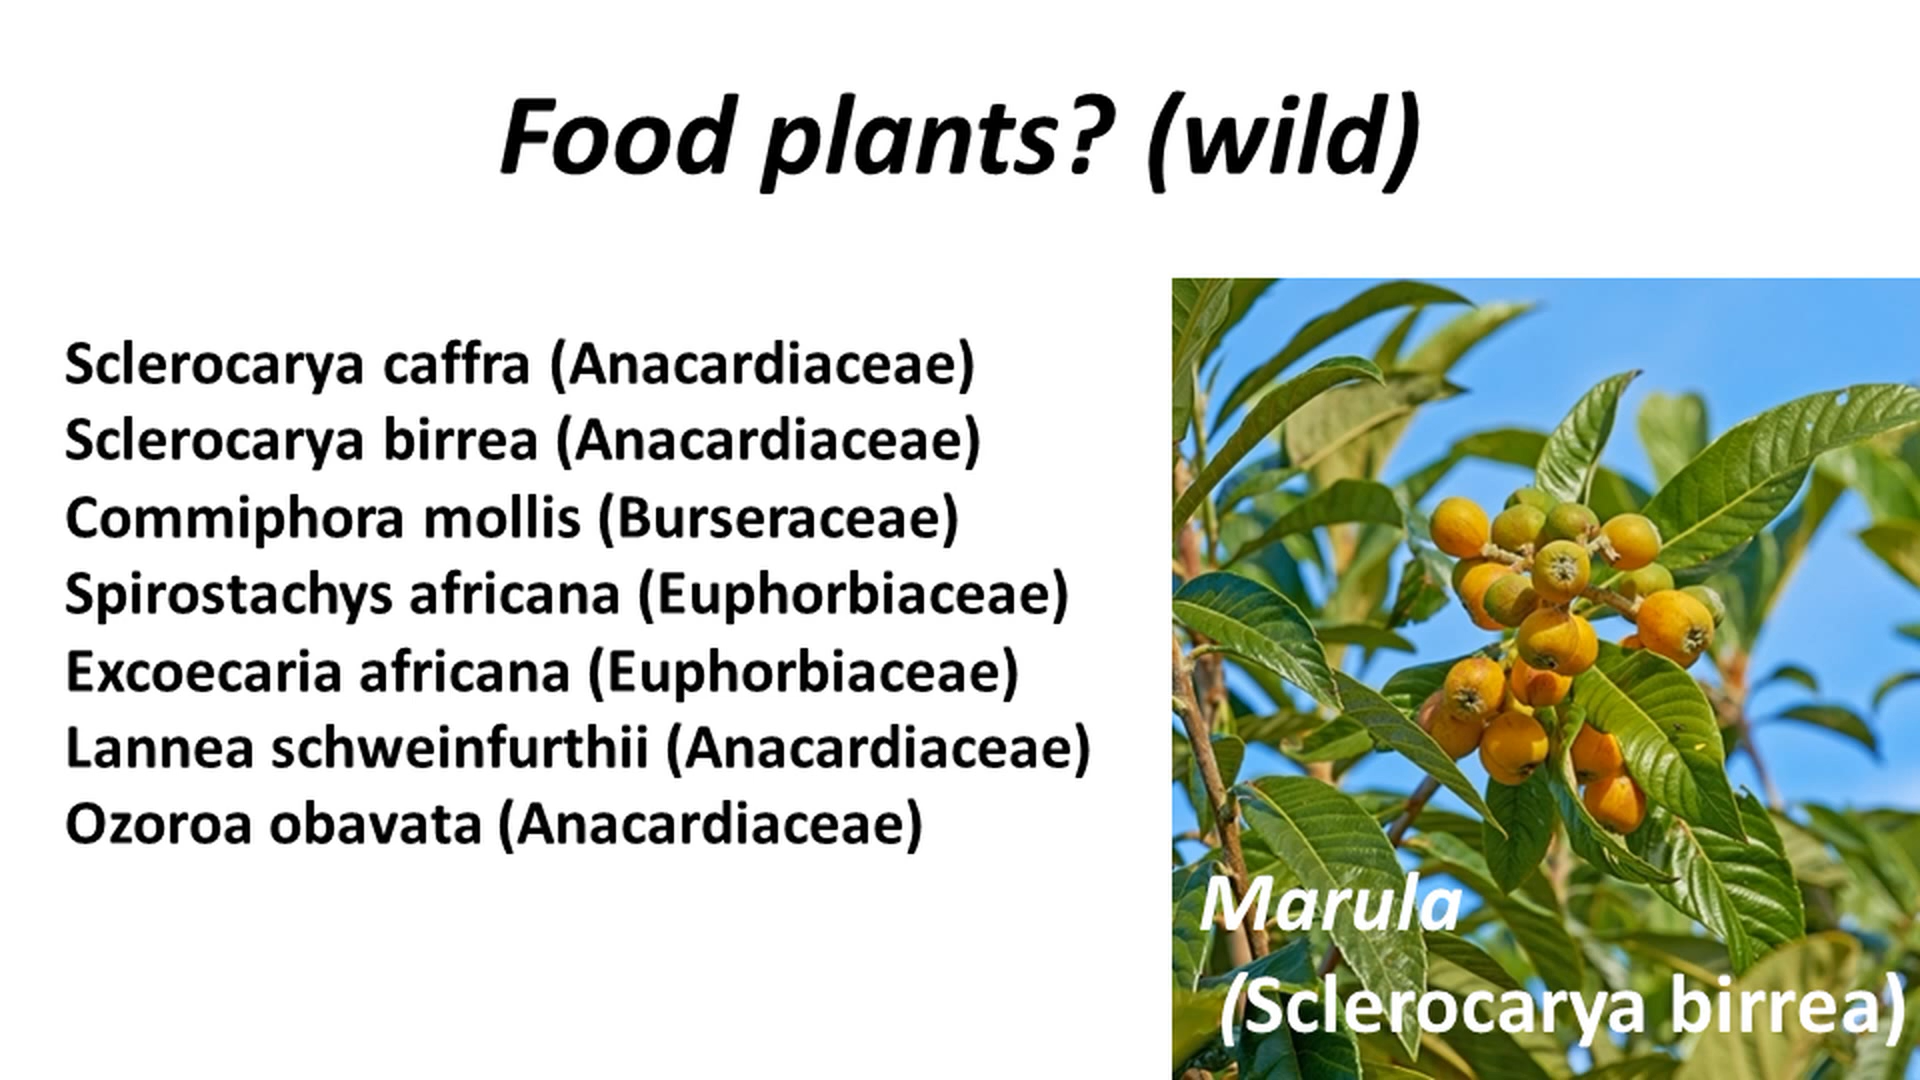 Food plants? (wild)
Sclerocarya caffra (Anacardiaceae)
Sclerocarya birrea (Anacardiaceae)
Commiphora mollis (Burseraceae)
Spirostachys africana (Euphorbiaceae)
Excoecaria africana (Euphorbiaceae)
Lannea schweinfurthii (Anacardiaceae)
Ozoroa obavata (Anacardiaceae)
Marula
(Sclerocarya birrea)